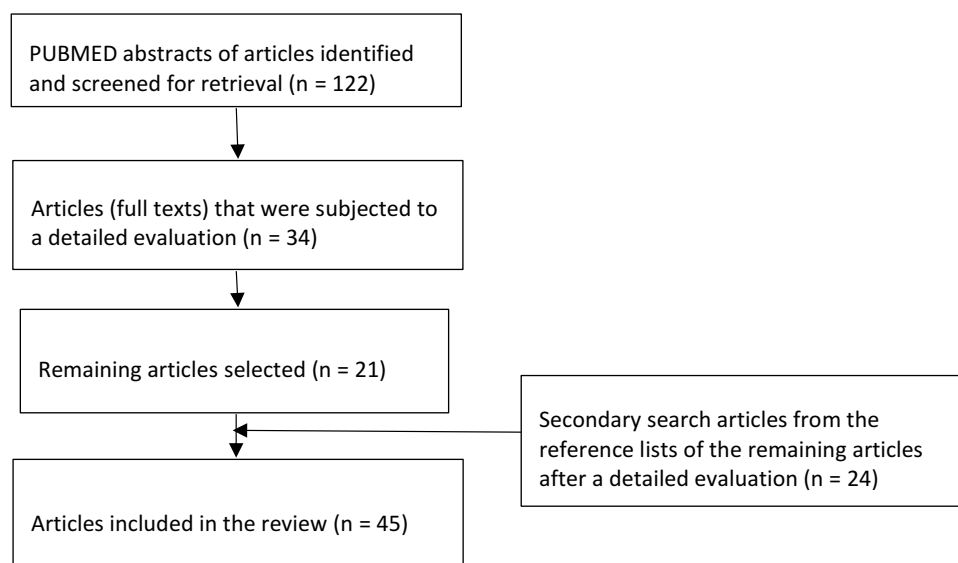 PUBMED abstracts of articles identified
and screened for retrieval (n = 122)
Articles (full texts) that were subjected to
a detailed evaluation (n = 34)
Remaining articles selected (n = 21)
Secondary search articles from the
reference lists of the remaining articles
after a detailed evaluation (n = 24)
Articles included in the review (n = 45)